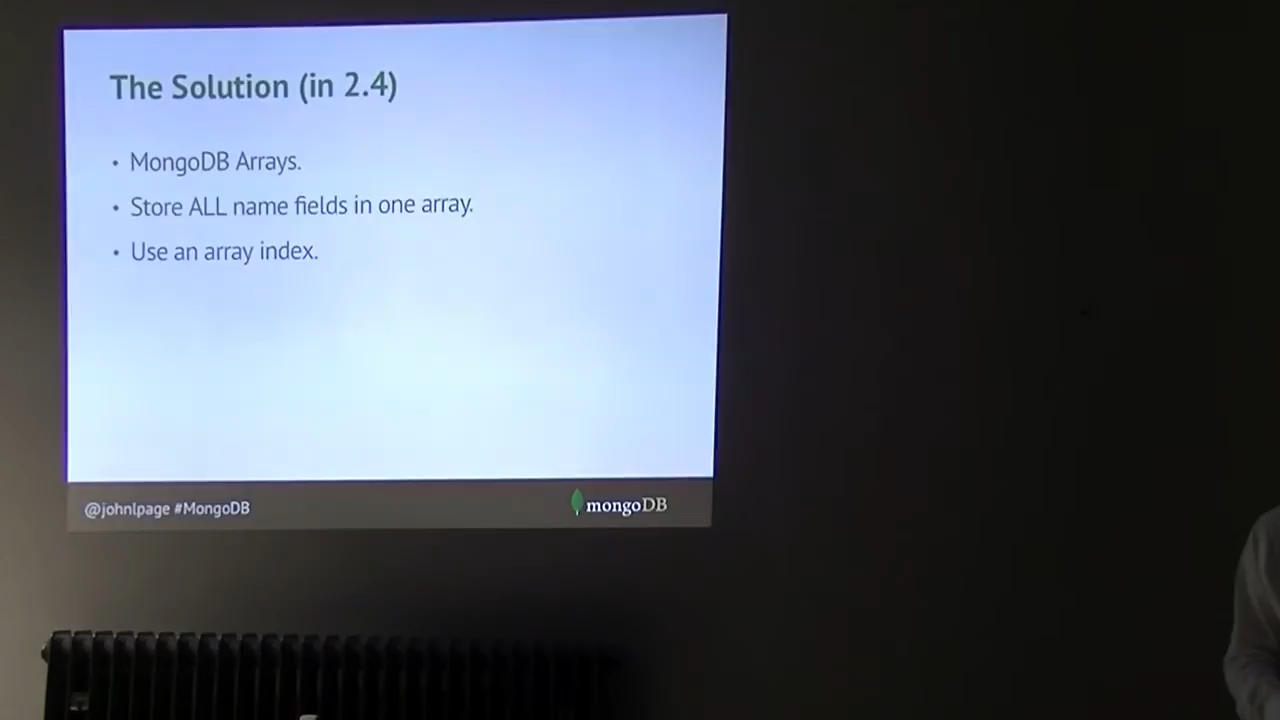 The Solution (in 2.4)
• MongoDB Arrays.
• Store ALL name fields in one array.
• Use an array index.
@johnlpage #MongoDB
mongoDB